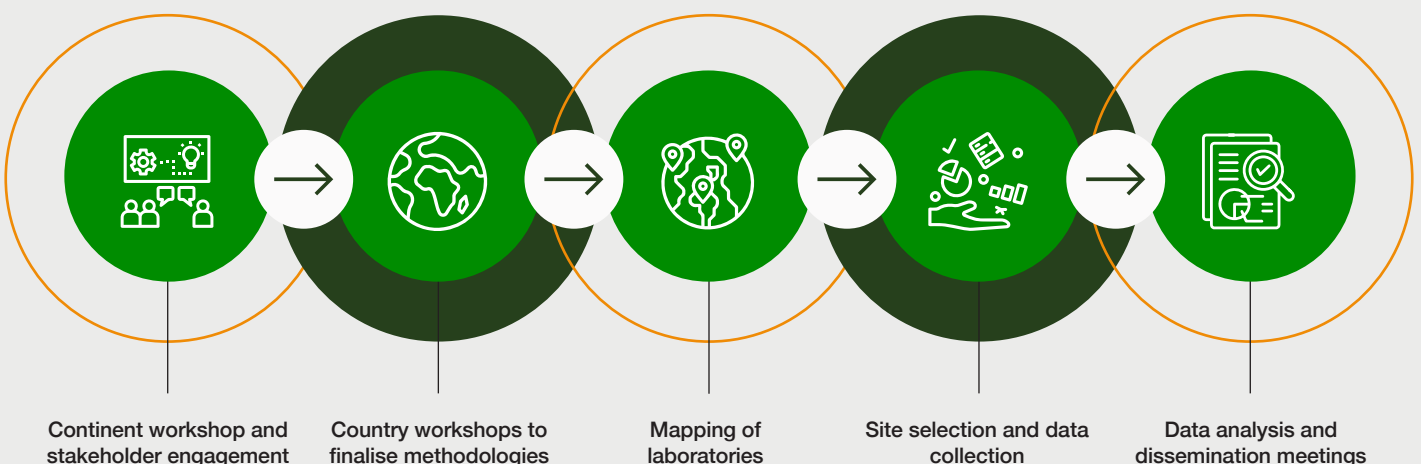 Continent workshop and
stakeholder engagement
Country workshops to
finalise methodologies
Mapping of
laboratories
Site selection and data
collection
Data analysis and
dissemination meetings